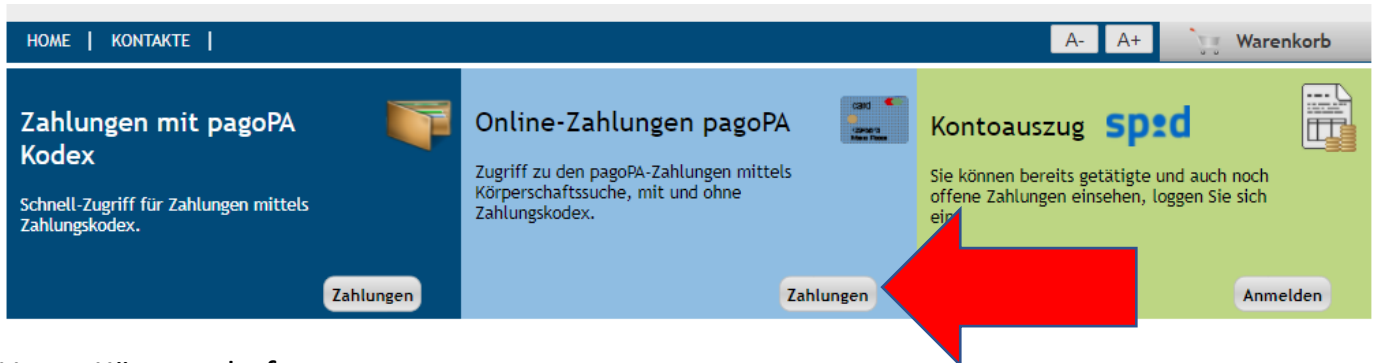 HOME | KONTAKTE |
A- A+ Warenkorb
Zahlungen mit pagoPA
Kodex
Schnell-Zugriff für Zahlungen mittels
Zahlungskodex.
Zahlungen
Online-Zahlungen pagoPA
Zugriff zu den pagoPA-Zahlungen mittels
Körperschaftssuche, mit und ohne
Zahlungskodex.
Zahlungen
Kontoauszug spid
Sie können bereits getätigte und auch noch
offene Zahlungen einsehen, loggen Sie sich
Anmelden